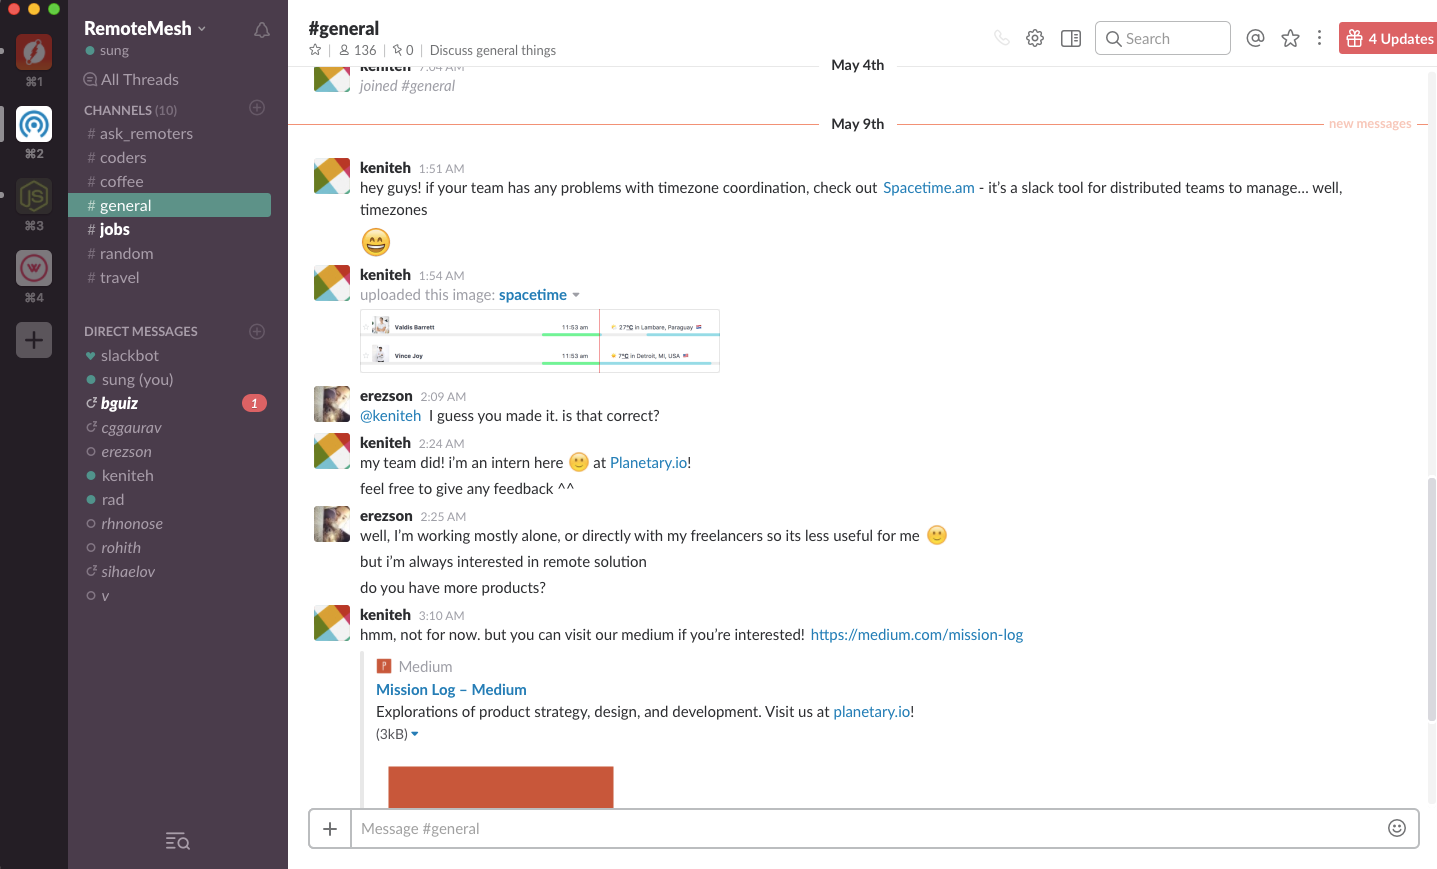 ⌘1
⌘2
⌘3
⌘4
RemoteMesh
sung
All Threads
CHANNELS (10)
# ask_remoters
# coders
# coffee
# general
# jobs
# random
# travel
DIRECT MESSAGES
slackbot
sung (you)
bguiz 1
cggaurav
erezson
keniteh
rad
rhnonose
rohith
sihaelov
v
#general
136 | 0 | Discuss general things
Search
4 Updates
May 4th
keniteh 7:04 AM
joined #general
May 9th
new messages
keniteh 1:51 AM
hey guys! if your team has any problems with timezone coordination, check out Spacetime.am - it's a slack tool for distributed teams to manage... well,
timezones
keniteh 1:54 AM
uploaded this image: spacetime
Valdis Barrett 11:53 am 27°C in Lambare, Paraguay
Vince Joy 11:53 am 7°C in Detroit, MI, USA
erezson 2:09 AM
@keniteh I guess you made it. is that correct?
keniteh 2:24 AM
my team did! i'm an intern here at Planetary.io!
feel free to give any feedback ^^
erezson 2:25 AM
well, I'm working mostly alone, or directly with my freelancers so its less useful for me
but i'm always interested in remote solution
do you have more products?
keniteh 3:10 AM
hmm, not for now. but you can visit our medium if you're interested! https://medium.com/mission-log
Medium
Mission Log – Medium
Explorations of product strategy, design, and development. Visit us at planetary.io!
(3kB)
Message #general